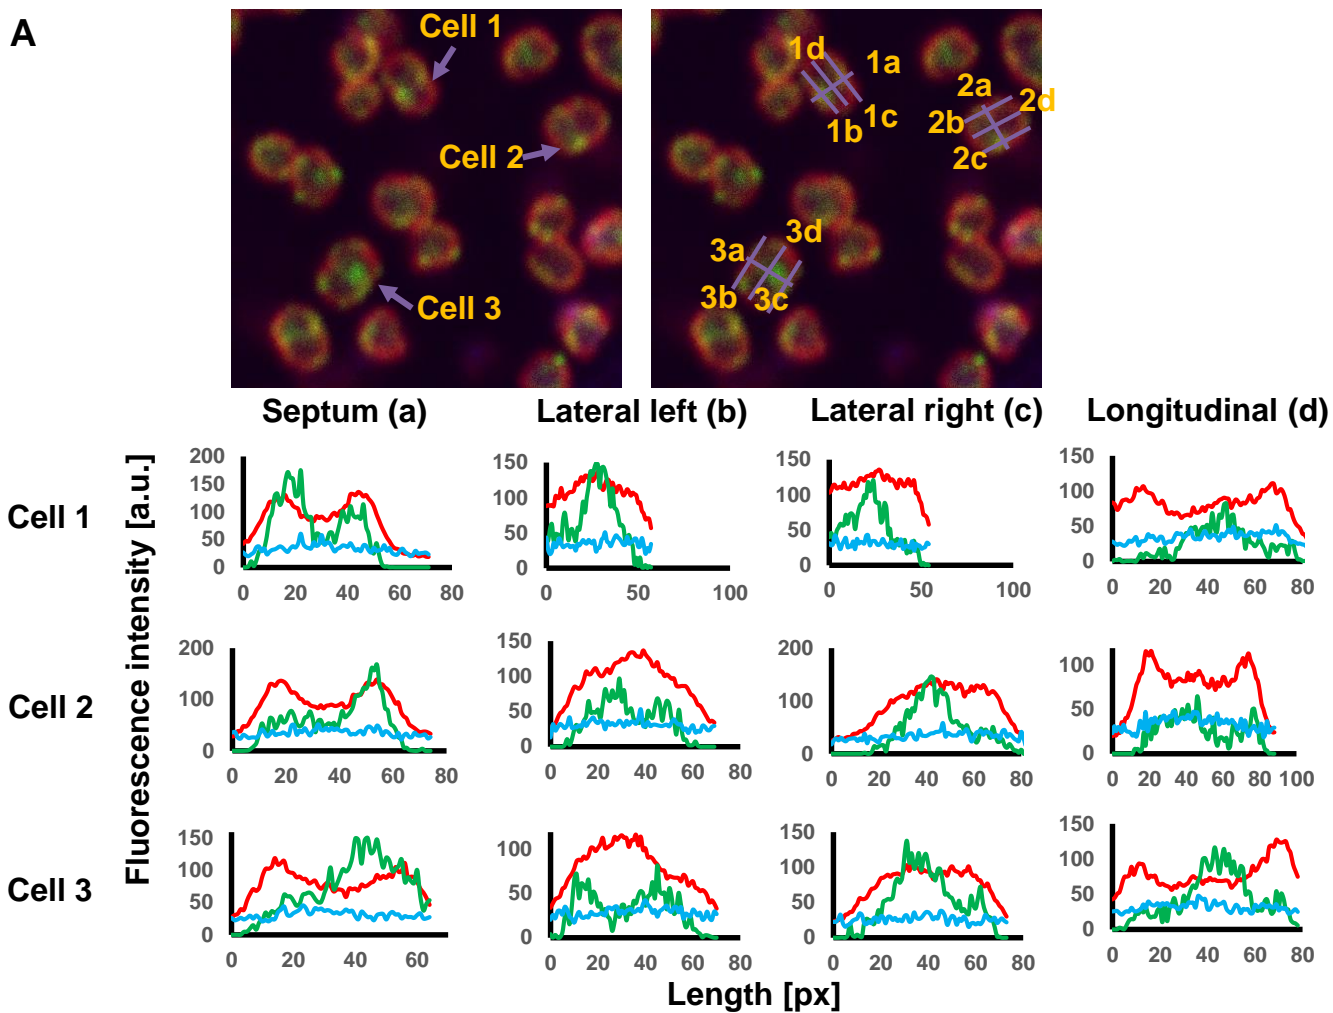 A
Cell 1
Cell 2
Cell 3
1d
1a
1b
1c
2a
2d
2b
2c
3d
3a
3b
3c
Septum (a)
Lateral left (b)
Lateral right (c)
Longitudinal (d)
Fluorescence intensity [a.u.]
Cell 1
200
150
100
50
0
0 20 40 60 80
150
100
50
0
0 50 100
150
100
50
0
0 50 100
150
100
50
0
0 20 40 60 80
Cell 2
200
100
0
0 20 40 60 80
150
100
50
0
0 20 40 60 80
200
100
0
0 20 40 60 80
100
50
0
0 20 40 60 80 100
Cell 3
150
100
50
0
0 20 40 60
100
50
0
0 20 40 60 80
150
100
50
0
0 20 40 60 80
150
100
50
0
0 20 40 60 80
Length [px]